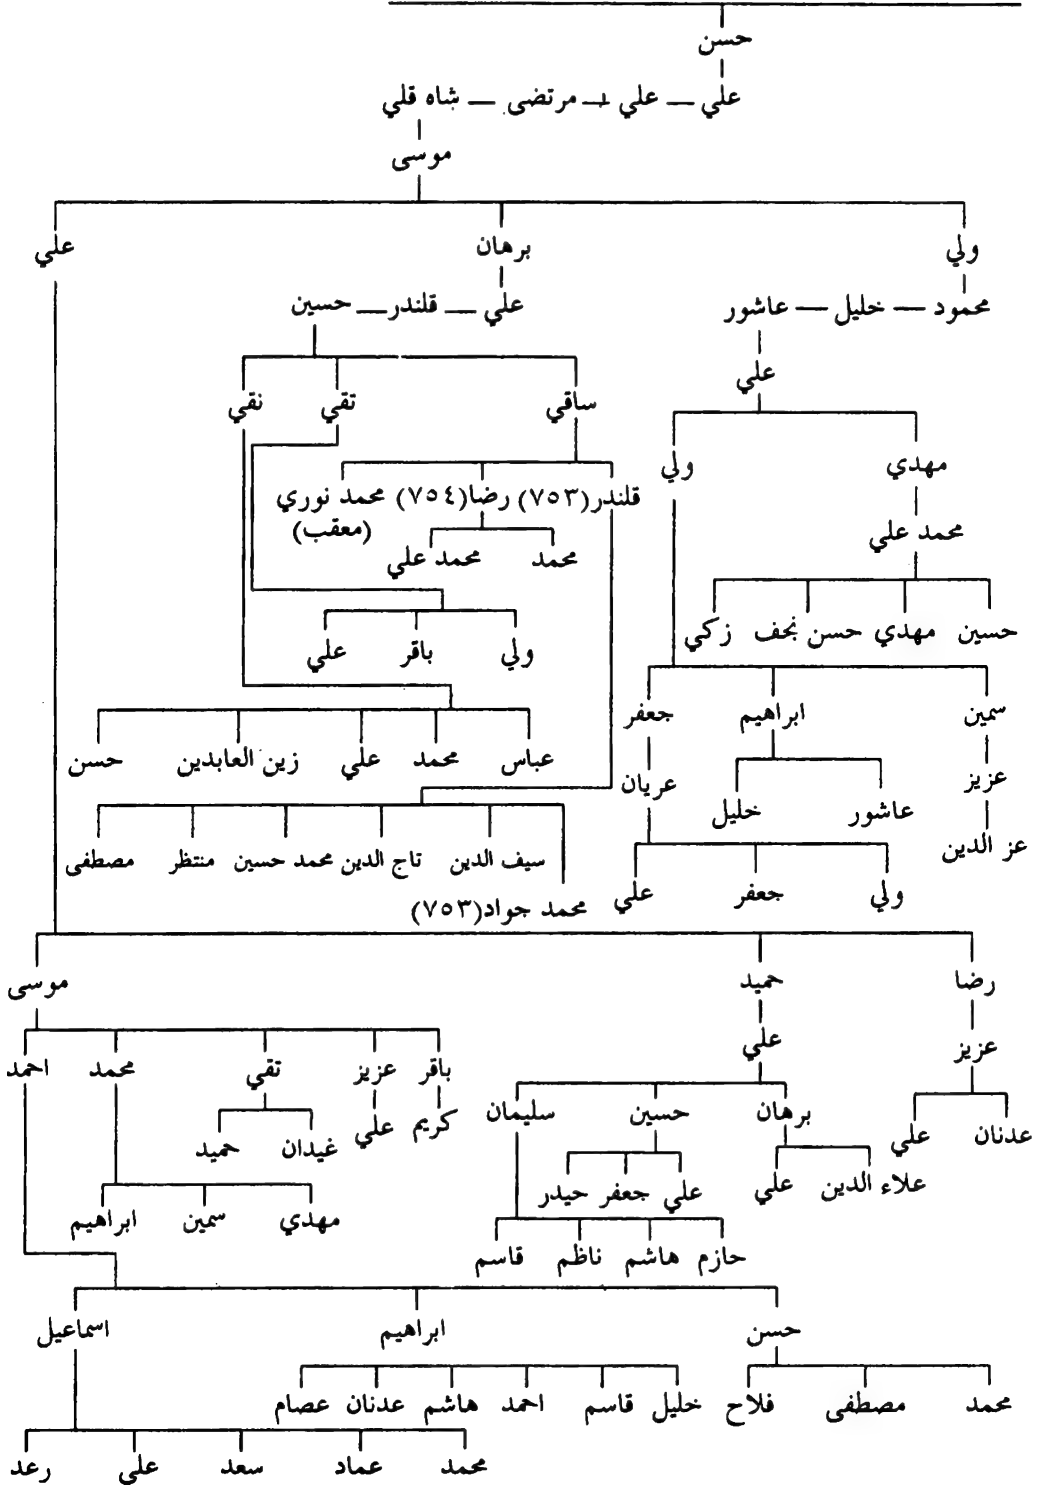 حسن
علي — علي + مرتضى — شاه قلي
موسى
ولي برهان علي
محمود — خليل — عاشور علي — قلندر — حسين
علي
ساقي تقي نقي
مهدي ولي
قلندر(٧٥٣) رضا(٧٥٤) محمد نوري
(معقب)
محمد علي
محمد محمد علي
حسين مهدي حسن نجف زكي
ولي باقر علي
سمين ابراهيم جعفر
عباس محمد علي زين العابدين حسن
عزيز عريان
عاشور خليل
عز الدين
سيف الدين تاج الدين محمد حسين منتظر مصطفى
ولي جعفر علي
محمد جواد(٧٥٣)
رضا حميد موسى
عزيز علي
باقر عزيز تقي محمد احمد
برهان حسين سليمان
كريم علي
عدنان علي
غيدان حميد
علاء الدين علي
علي جعفر حيدر
مهدي سمين ابراهيم
حازم هاشم ناظم قاسم
حسن ابراهيم اسماعيل
محمد مصطفى فلاح خليل قاسم احمد هاشم عدنان عصام
محمد عماد سعد علي رعد